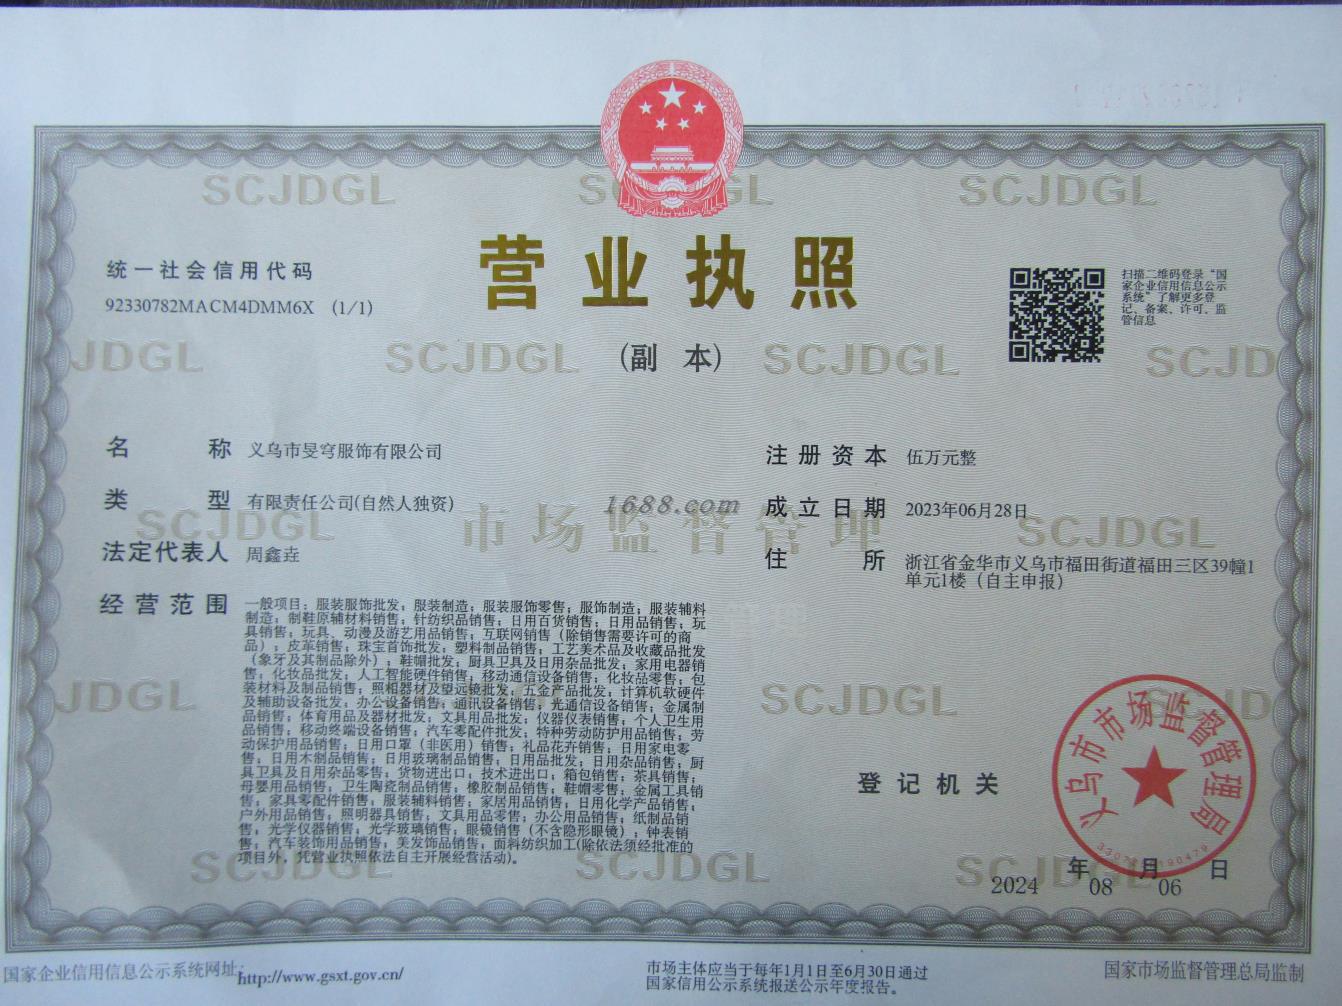 营业执照
(副 本)
统一社会信用代码
92330782MACM4DMM6X (1/1)
扫描二维码登录“国
家企业信用信息公示
系统”了解更多登
记、备案、许可、监
管信息
名 称 义乌市旻穹服饰有限公司
类 型 有限责任公司(自然人独资)
法定代表人 周鑫垚
经营范围 一般项目：服装服饰批发；服装制造；服装服饰零售；服饰制造；服装辅料
制造；制鞋原辅材料销售；针纺织品销售；日用百货销售；日用品销售；玩
具销售；玩具、动漫及游艺用品销售；互联网销售（除销售需要许可的商
品）；皮革销售；珠宝首饰批发；塑料制品销售；工艺美术品及收藏品批发
（象牙及其制品除外）；鞋帽批发；厨具卫具及日用杂品批发；家用电器销
售；化妆品批发；人工智能硬件销售；移动通信设备销售；化妆品零售；包
装材料及制品销售；照相器材及望远镜批发；五金产品批发；计算机软硬件
及辅助设备批发；办公设备销售；通讯设备销售；光通信设备销售；金属制
品销售；体育用品及器材批发；文具用品批发；仪器仪表销售；个人卫生用
品销售；移动终端设备销售；汽车零配件批发；特种劳动防护用品销售；劳
动保护用品销售；日用口罩（非医用）销售；礼品花卉销售；日用家电零
售；日用木制品销售；日用玻璃制品销售；日用品批发；日用杂品销售；厨
具卫具及日用杂品零售；货物进出口；技术进出口；箱包销售；茶具销售；
母婴用品销售；卫生陶瓷制品销售；橡胶制品销售；鞋帽零售；金属工具销
售；家具零配件销售；服装辅料销售；家居用品销售；日用化学产品销售；
户外用品销售；照明器具销售；文具用品零售；办公用品销售；纸制品销
售；光学仪器销售；光学玻璃销售；眼镜销售（不含隐形眼镜）；钟表销
售；汽车装饰用品销售；美发饰品销售；面料纺织加工(除依法须经批准的
项目外，凭营业执照依法自主开展经营活动)。
注册资本 伍万元整
成立日期 2023年06月28日
住 所 浙江省金华市义乌市福田街道福田三区39幢1
单元1楼（自主申报）
1688.com
市场监督管理
SCJDGL
登记机关
义乌市市场监督管理局
2024 年 08 月 06 日
国家企业信用信息公示系统网址：http://www.gsxt.gov.cn/
市场主体应当于每年1月1日至6月30日通过
国家信用公示系统报送公示年度报告。
国家市场监督管理总局监制